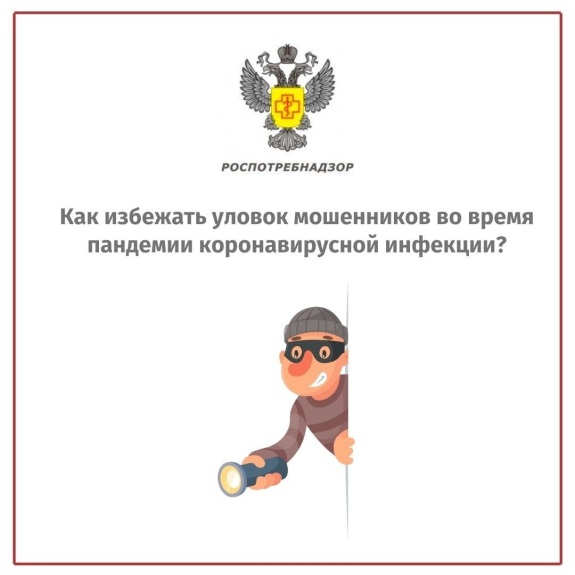 РОСПОТРЕБНАДЗОР
Как избежать уловок мошенников во время
пандемии коронавирусной инфекции?